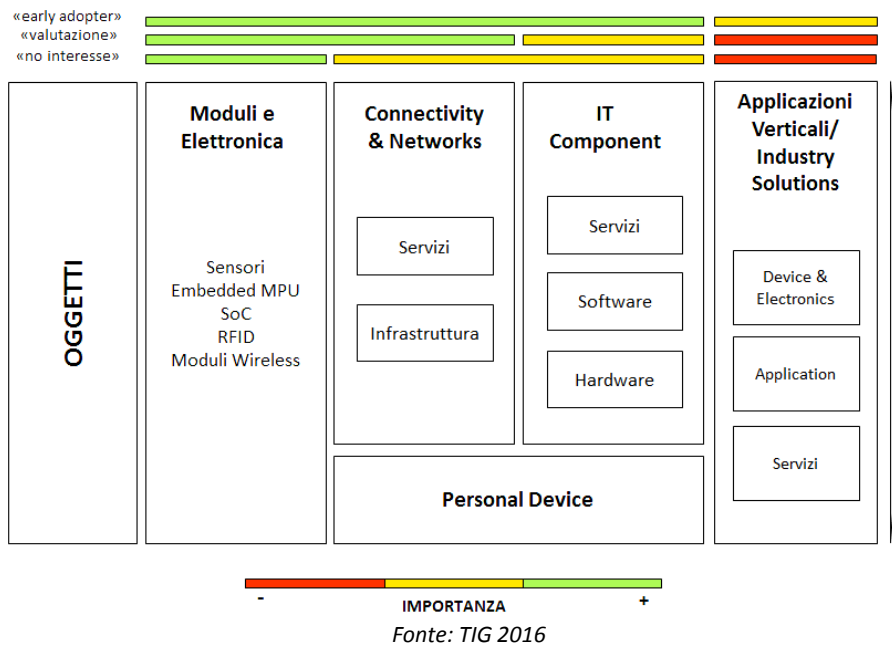 «early adopter»
«valutazione»
«no interesse»
OGGETTI
Moduli e
Elettronica
Sensori
Embedded MPU
SoC
RFID
Moduli Wireless
Connectivity
& Networks
Servizi
Infrastruttura
IT
Component
Servizi
Software
Hardware
Personal Device
Applicazioni
Verticali/
Industry
Solutions
Device &
Electronics
Application
Servizi
- IMPORTANZA +
Fonte: TIG 2016